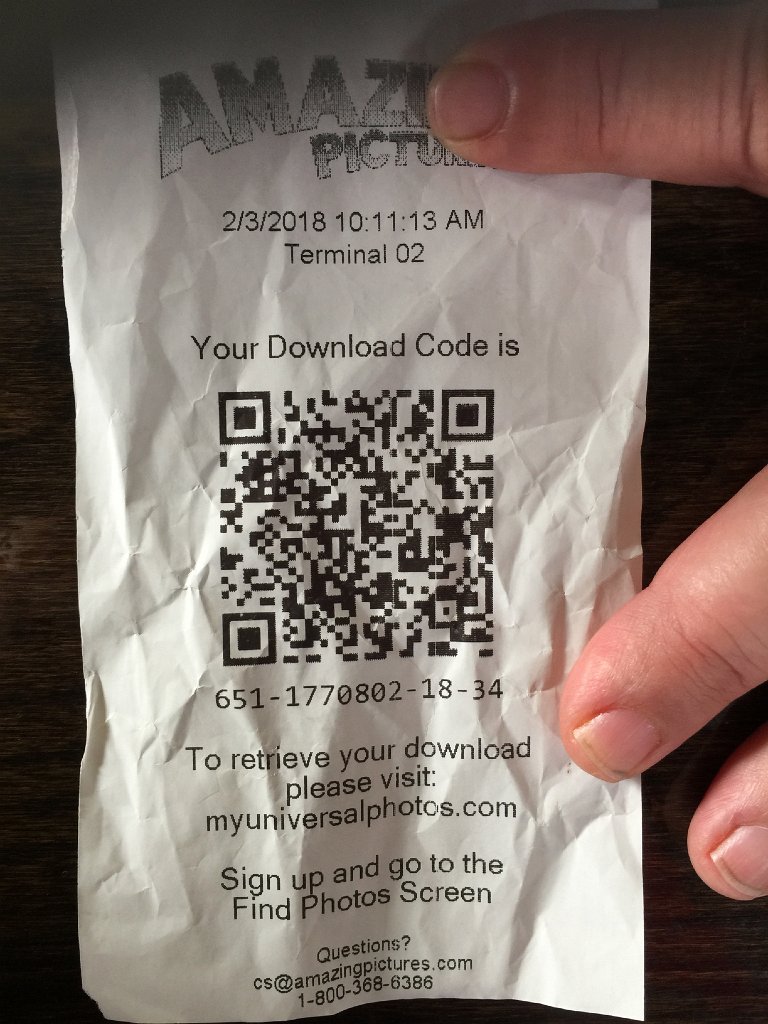 2/3/2018 10:11:13 AM
Terminal 02
Your Download Code is
651-1770802-18-34
To retrieve your download
please visit:
myuniversalphotos.com
Sign up and go to the
Find Photos Screen
Questions?
cs@amazingpictures.com
1-800-368-6386